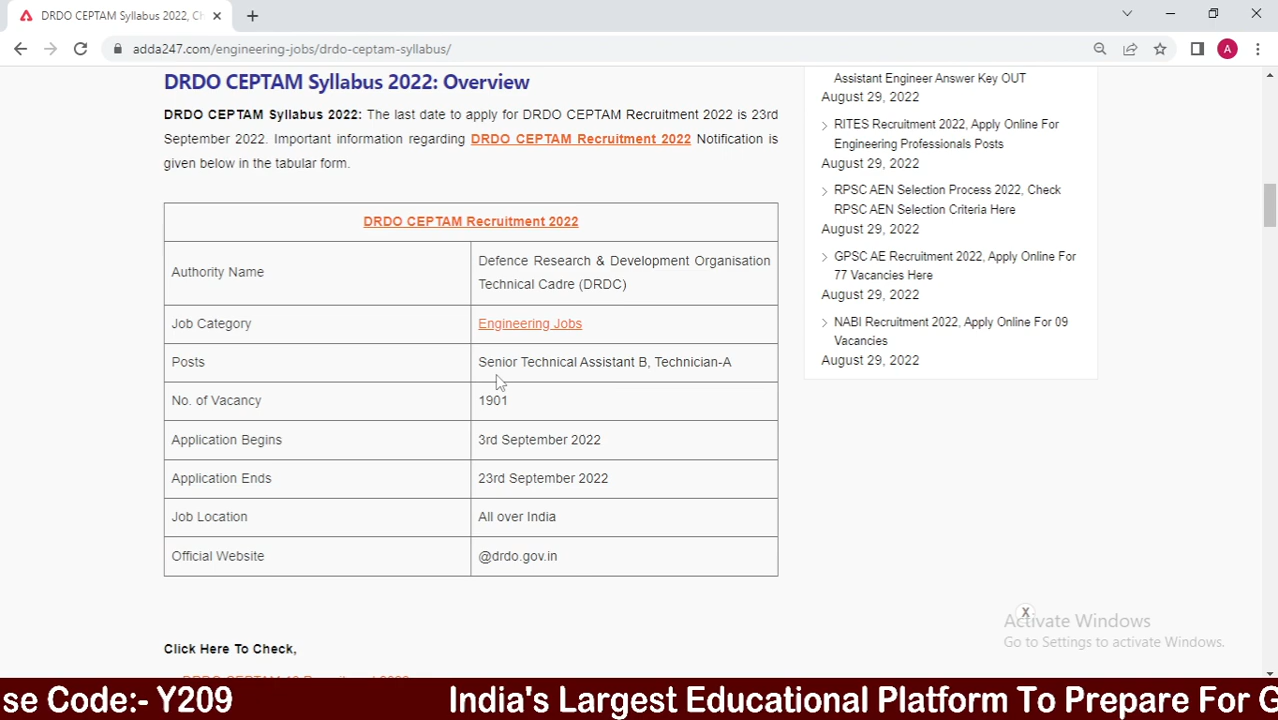 DRDO CEPTAM Syllabus 2022, Ch
adda247.com/engineering-jobs/drdo-ceptam-syllabus/
A
DRDO CEPTAM Syllabus 2022: Overview
DRDO CEPTAM Syllabus 2022: The last date to apply for DRDO CEPTAM Recruitment 2022 is 23rd
September 2022. Important information regarding DRDO CEPTAM Recruitment 2022 Notification is
given below in the tabular form.
DRDO CEPTAM Recruitment 2022
Authority Name
Defence Research & Development Organisation
Technical Cadre (DRDC)
Job Category
Engineering Jobs
Posts
Senior Technical Assistant B, Technician-A
No. of Vacancy
1901
Application Begins
3rd September 2022
Application Ends
23rd September 2022
Job Location
All over India
Official Website
@drdo.gov.in
Click Here To Check,
DRDO CEPTAM 10 Recruitment 2022
Assistant Engineer Answer Key OUT
August 29, 2022
RITES Recruitment 2022, Apply Online For
Engineering Professionals Posts
August 29, 2022
RPSC AEN Selection Process 2022, Check
RPSC AEN Selection Criteria Here
August 29, 2022
GPSC AE Recruitment 2022, Apply Online For
77 Vacancies Here
August 29, 2022
NABI Recruitment 2022, Apply Online For 09
Vacancies
August 29, 2022
X
Activate Windows
Go to Settings to activate Windows.
se Code:- Y209 India's Largest Educational Platform To Prepare For G